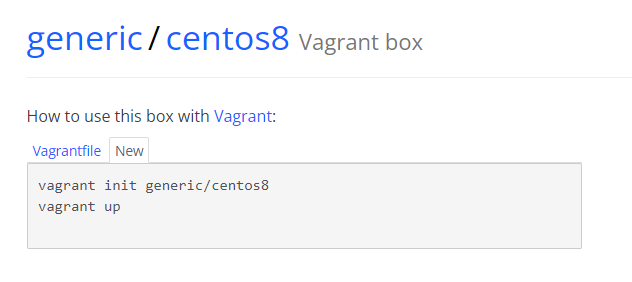 generic / centos8 Vagrant box
How to use this box with Vagrant:
Vagrantfile New
vagrant init generic/centos8
vagrant up